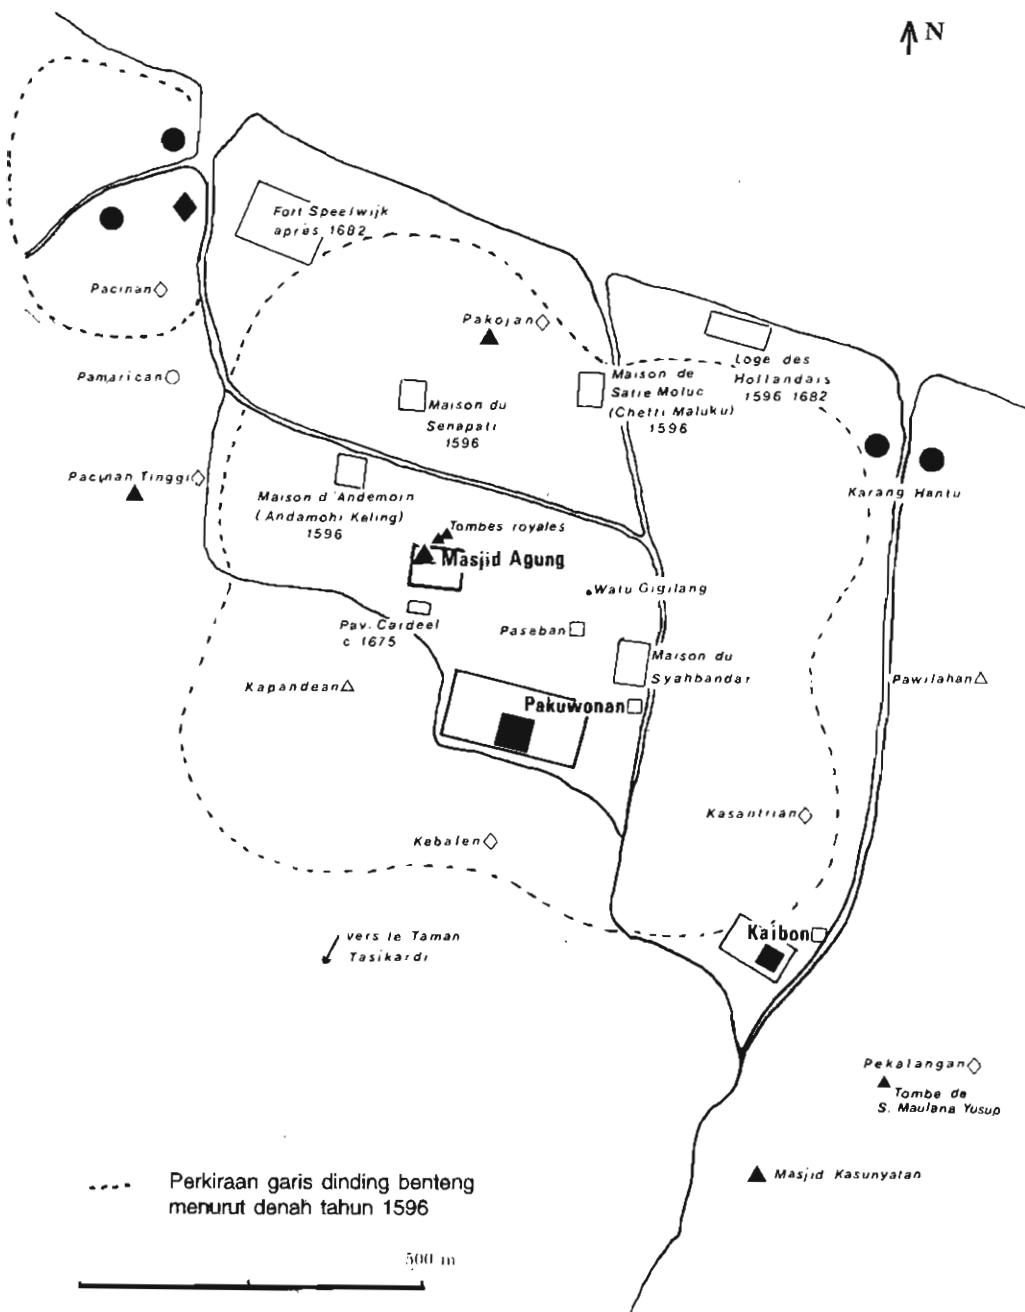 N
Fort Speelwijk
après 1682
Pacinan
Pakojan
Loge des
Hollandais
1596 1682
Pamarican
Maison de
Satie Moluc
(Chetti Maluku)
1596
Maison du
Senapati
1596
Pacinan Tinggi
Karang Hantu
Maison d'Andemoin
(Andamohi Keling)
1596
Tombes royales
Masjid Agung
Watu Gigilang
Pav. Cardeel
c 1675
Paseban
Maison du
Syahbandar
Kapandean
Pawilahan
Pakuwonan
Kasantrian
Kebalen
Kaibon
vers le Taman
Tasikardi
Pekalangan
Tombe de
S. Maulana Yusup
Masjid Kasunyatan
Perkiraan garis dinding benteng
menurut denah tahun 1596
500 m